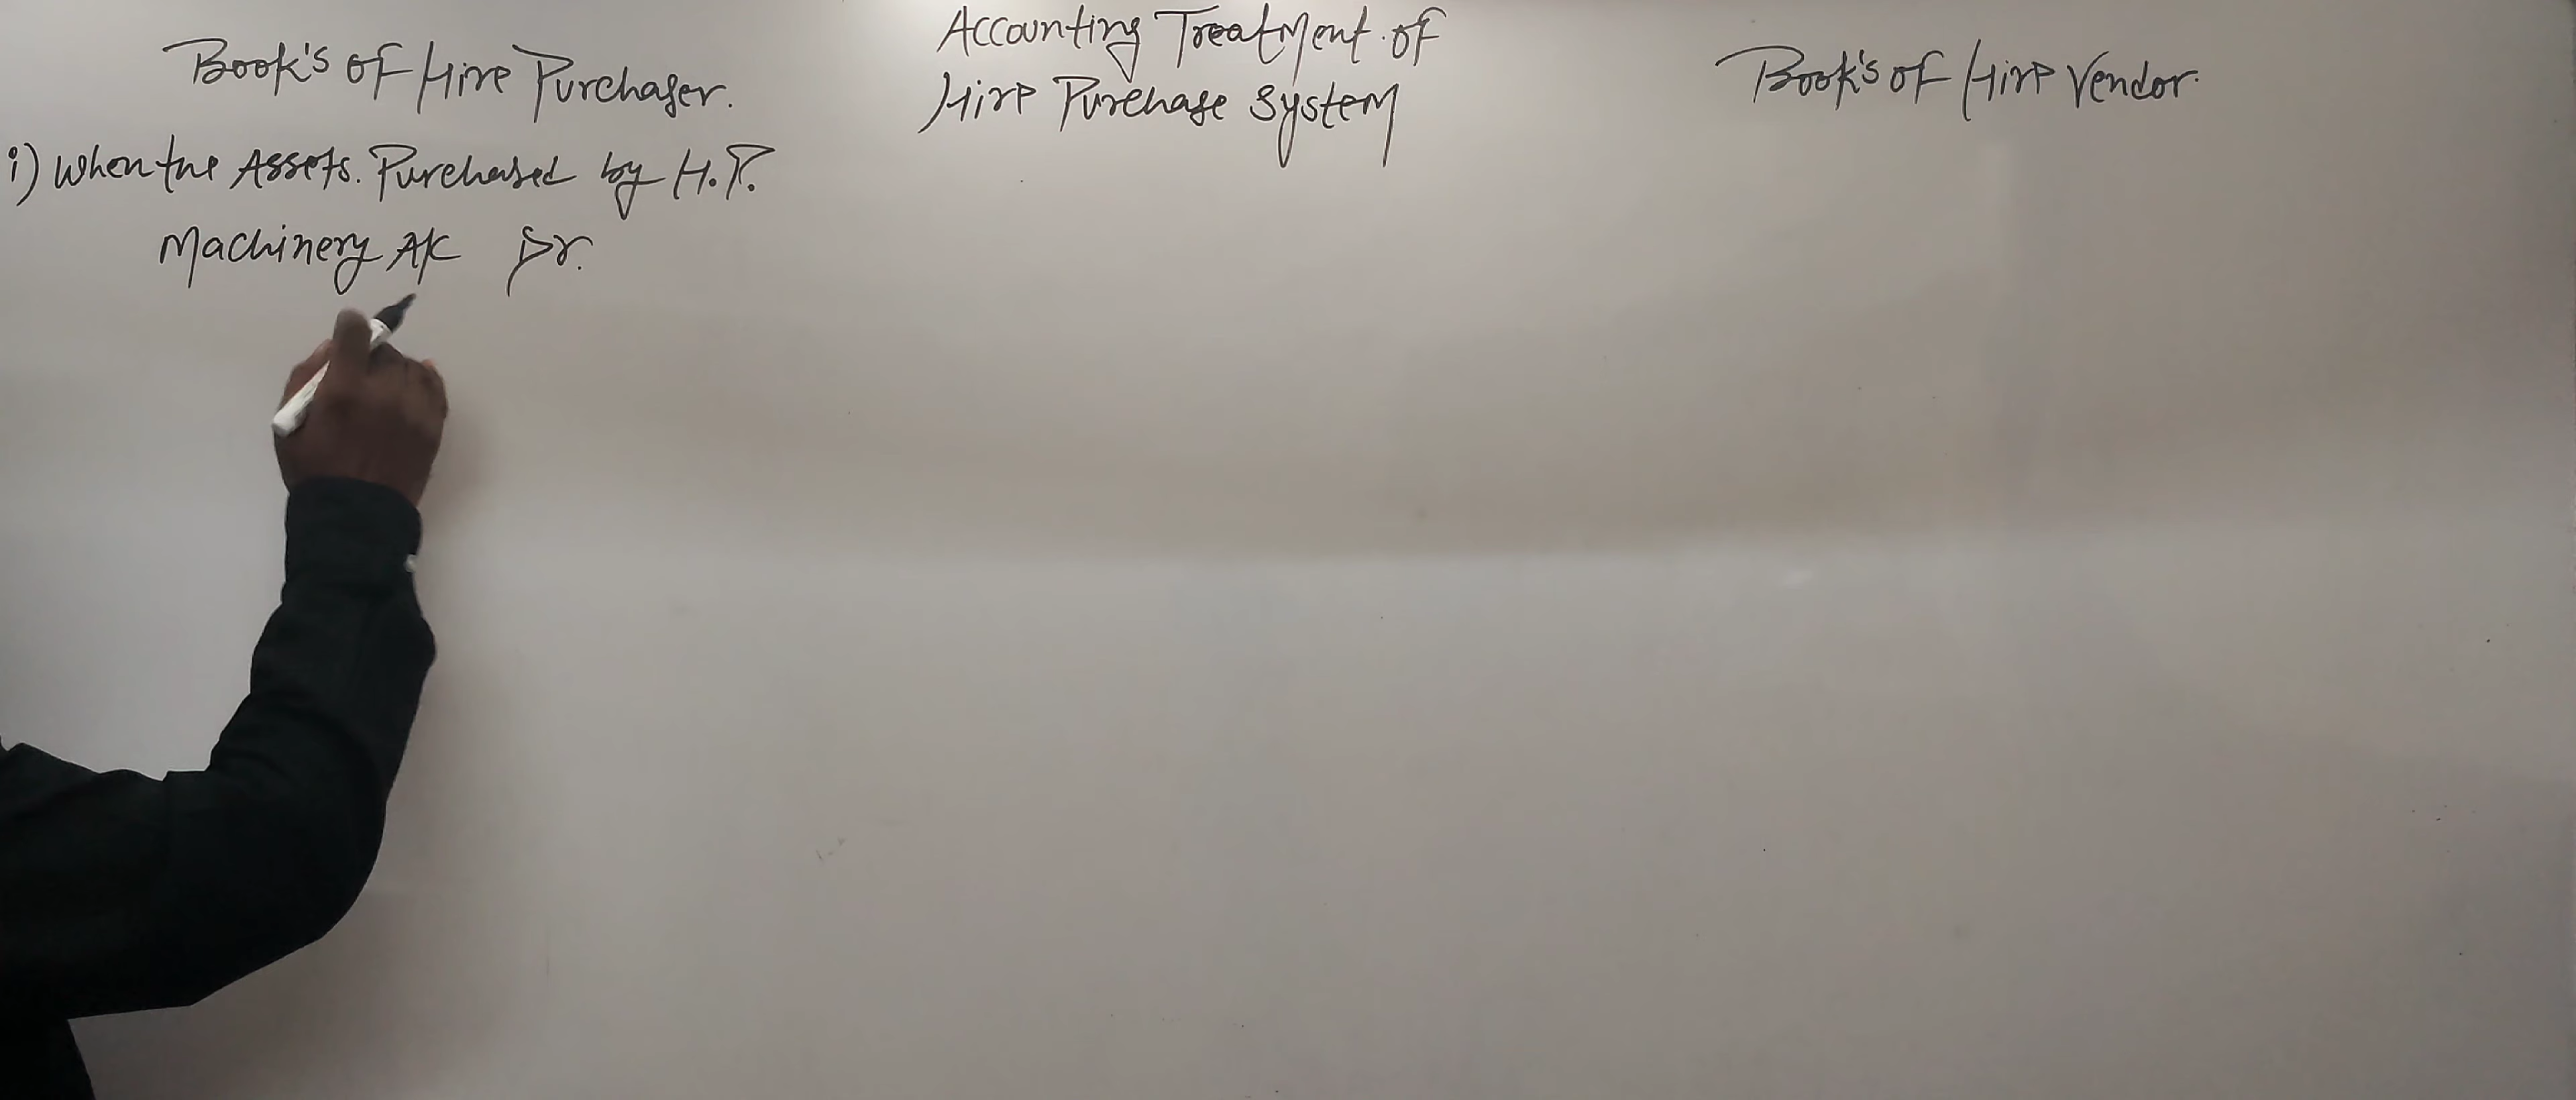 Accounting Treatment of
Hire Purchase System
Book's of Hire Purchaser.
i) When the Assets. Purchased by H.P.
Machinery A/c Dr.
Book's of Hire Vendor.